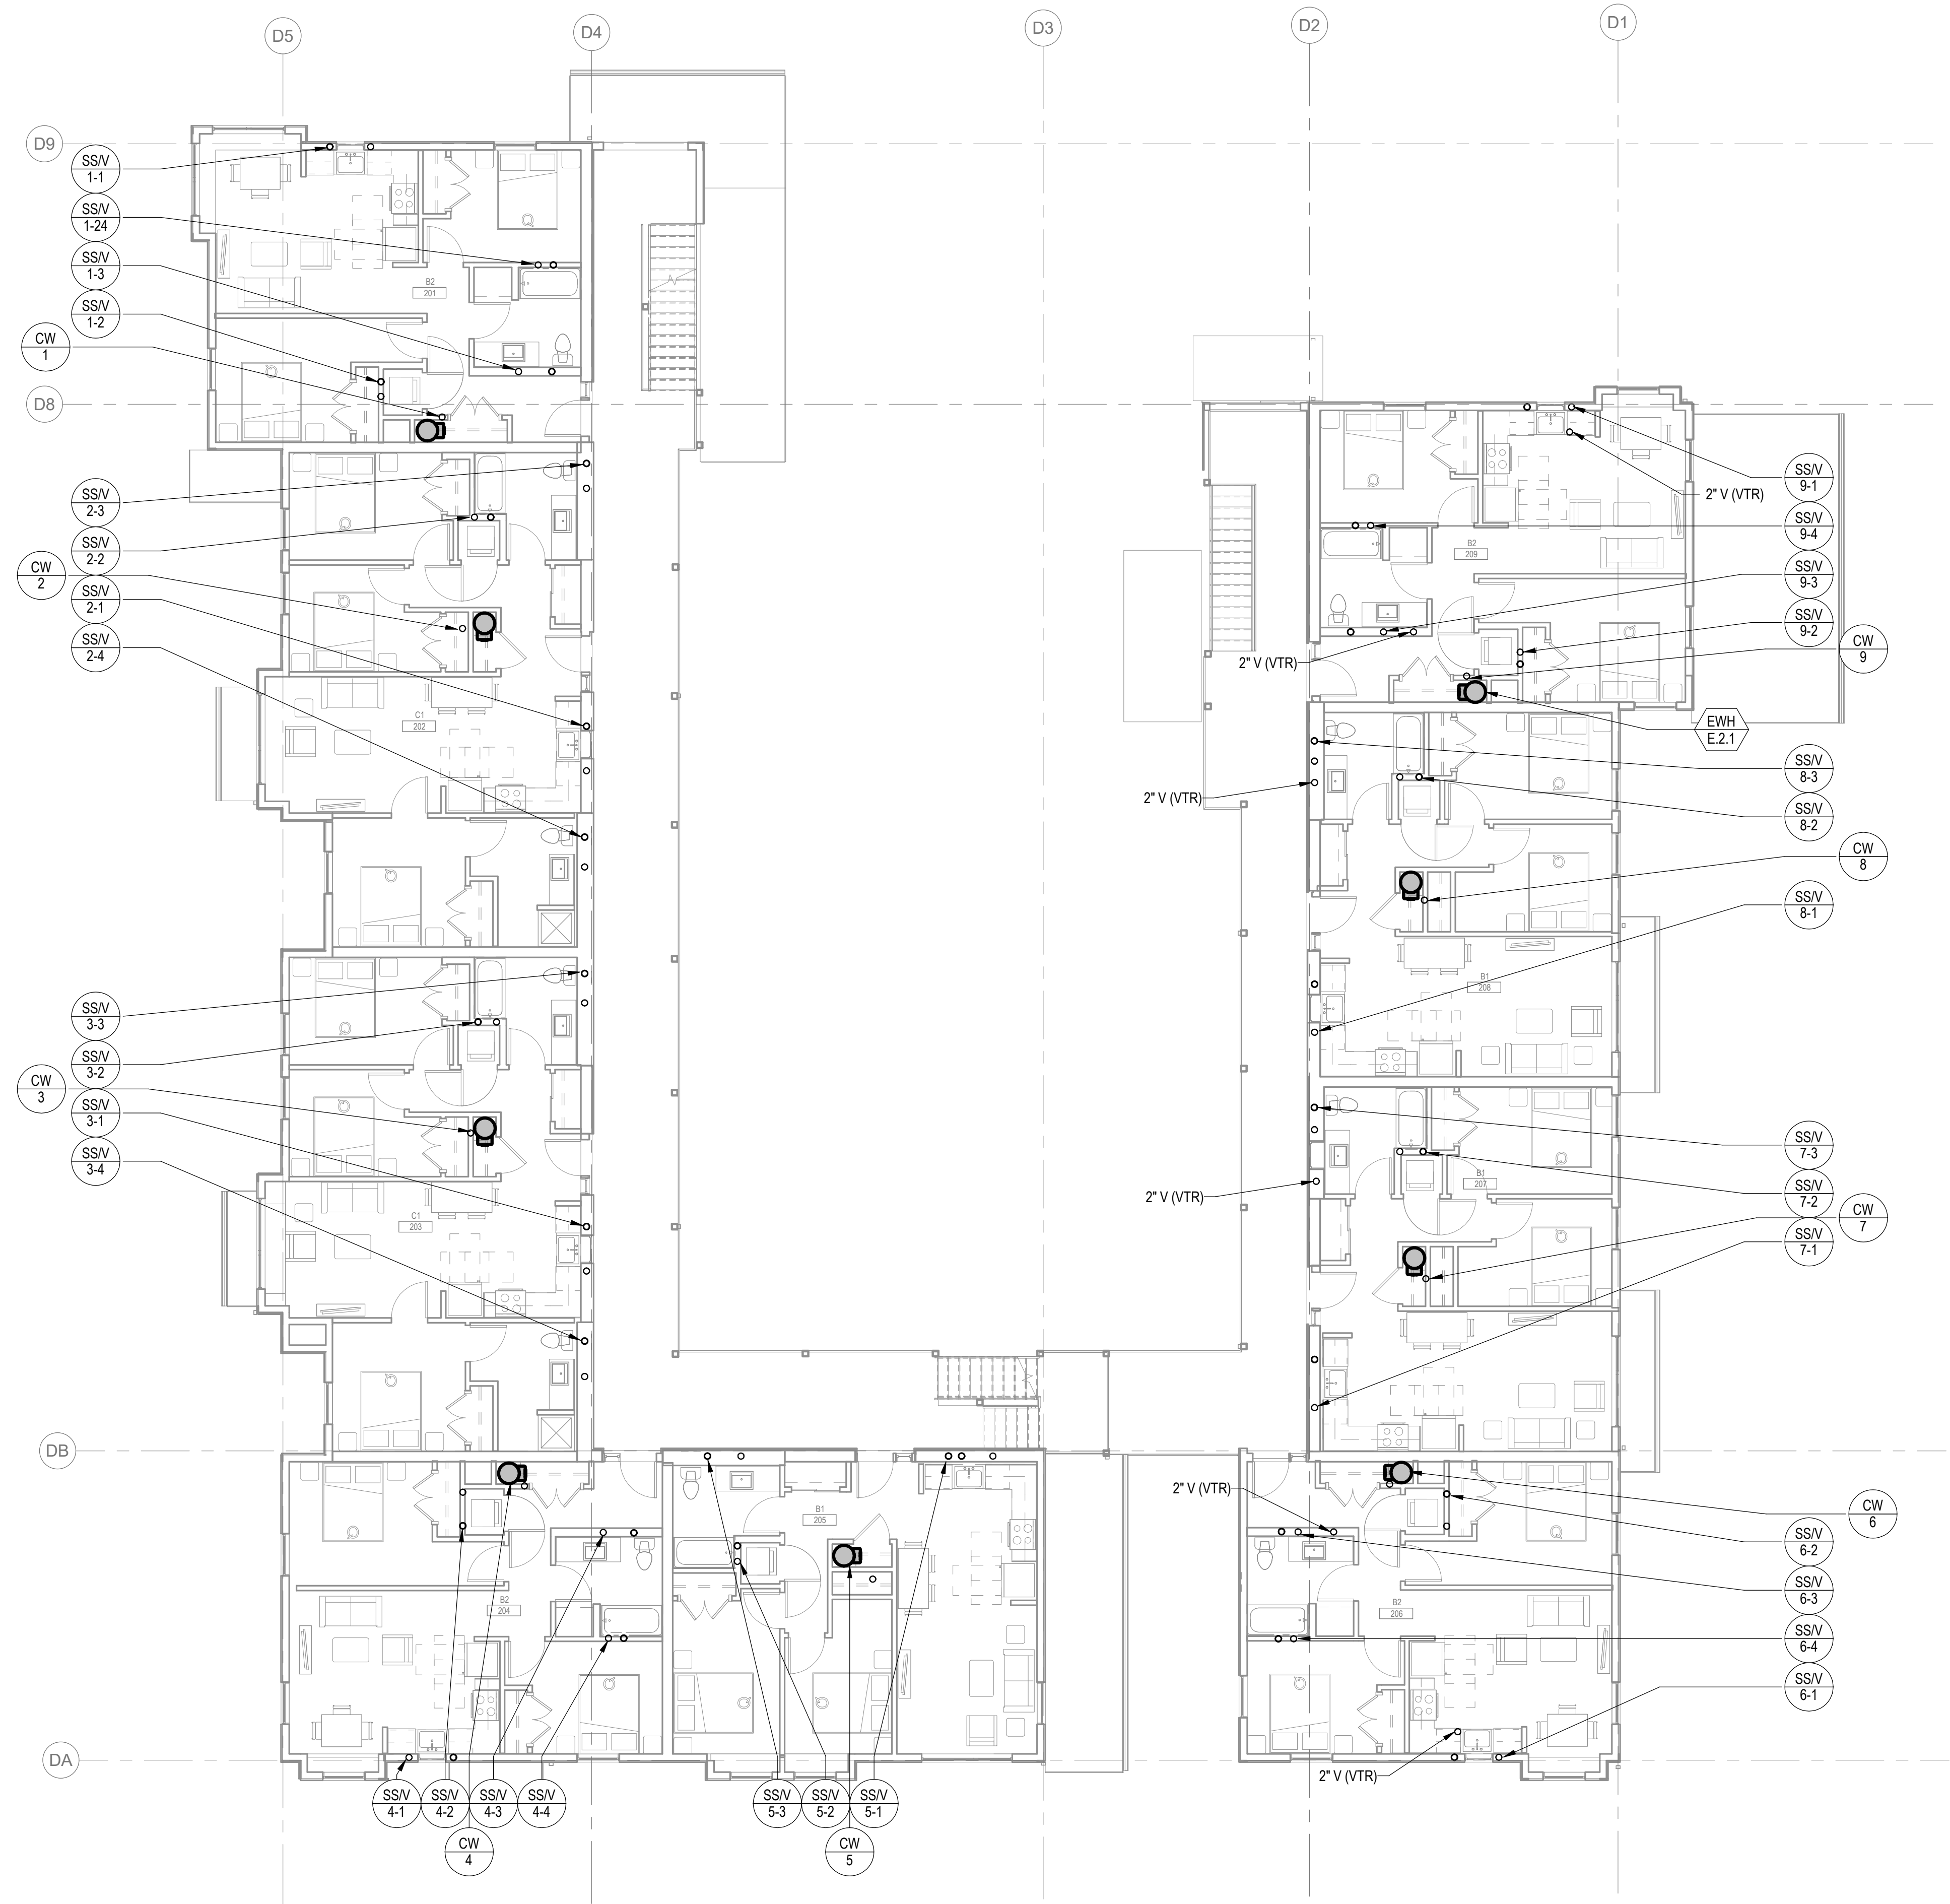 D5
D4
D3
D2
D1
D9
SS/V
1-1
SS/V
1-24
SS/V
1-3
SS/V
1-2
CW
1
B2
201
D8
SS/V
9-1
2" V (VTR)
SS/V
9-4
SS/V
9-3
SS/V
9-2
CW
9
B2
209
2" V (VTR)
EWH
E.2.1
SS/V
2-3
SS/V
2-2
CW
2
SS/V
2-1
SS/V
2-4
C1
202
SS/V
8-3
2" V (VTR)
SS/V
8-2
CW
8
SS/V
8-1
B1
208
SS/V
3-3
SS/V
3-2
CW
3
SS/V
3-1
SS/V
3-4
C1
203
SS/V
7-3
B1
207
2" V (VTR)
SS/V
7-2
CW
7
SS/V
7-1
DB
2" V (VTR)
CW
6
B1
205
SS/V
6-2
SS/V
6-3
B2
204
B2
206
SS/V
6-4
SS/V
6-1
DA
2" V (VTR)
SS/V
4-1
SS/V
4-2
SS/V
4-3
SS/V
4-4
SS/V
5-3
SS/V
5-2
SS/V
5-1
CW
4
CW
5